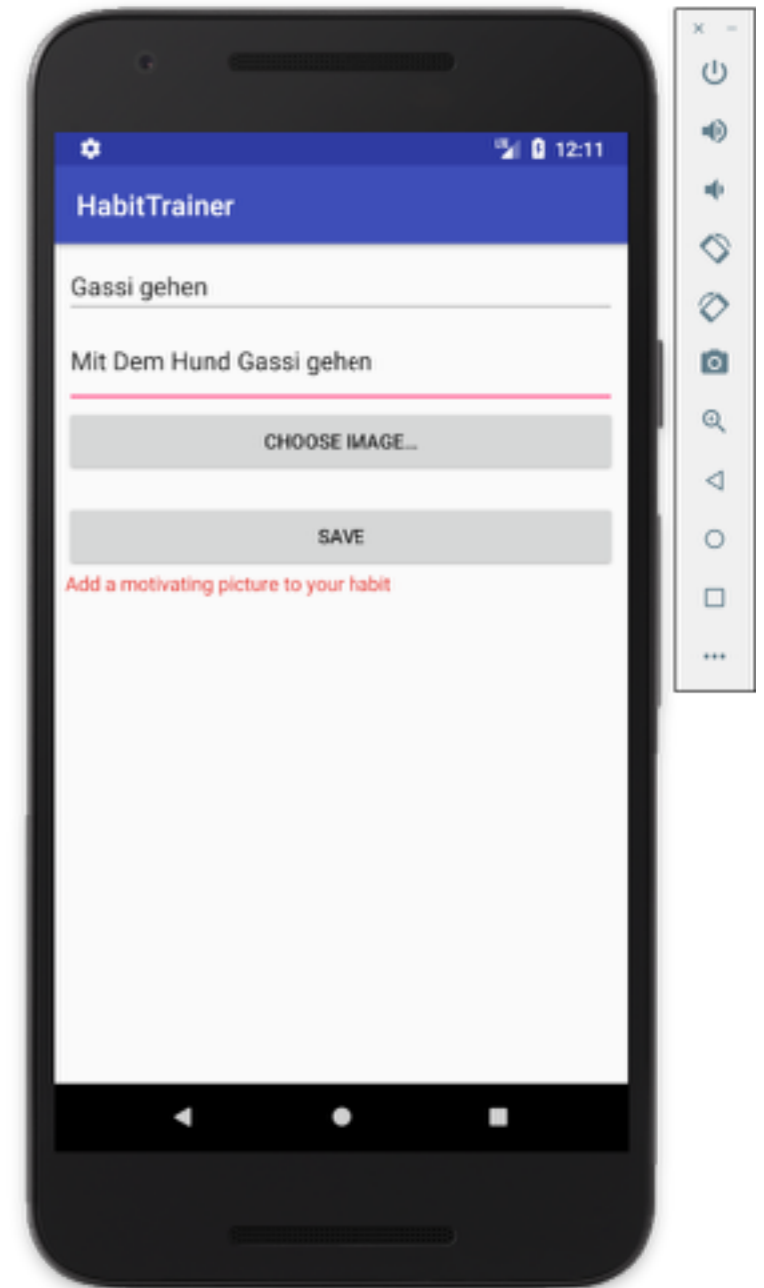 12:11
HabitTrainer
Gassi gehen
Mit Dem Hund Gassi gehen
CHOOSE IMAGE...
SAVE
Add a motivating picture to your habit